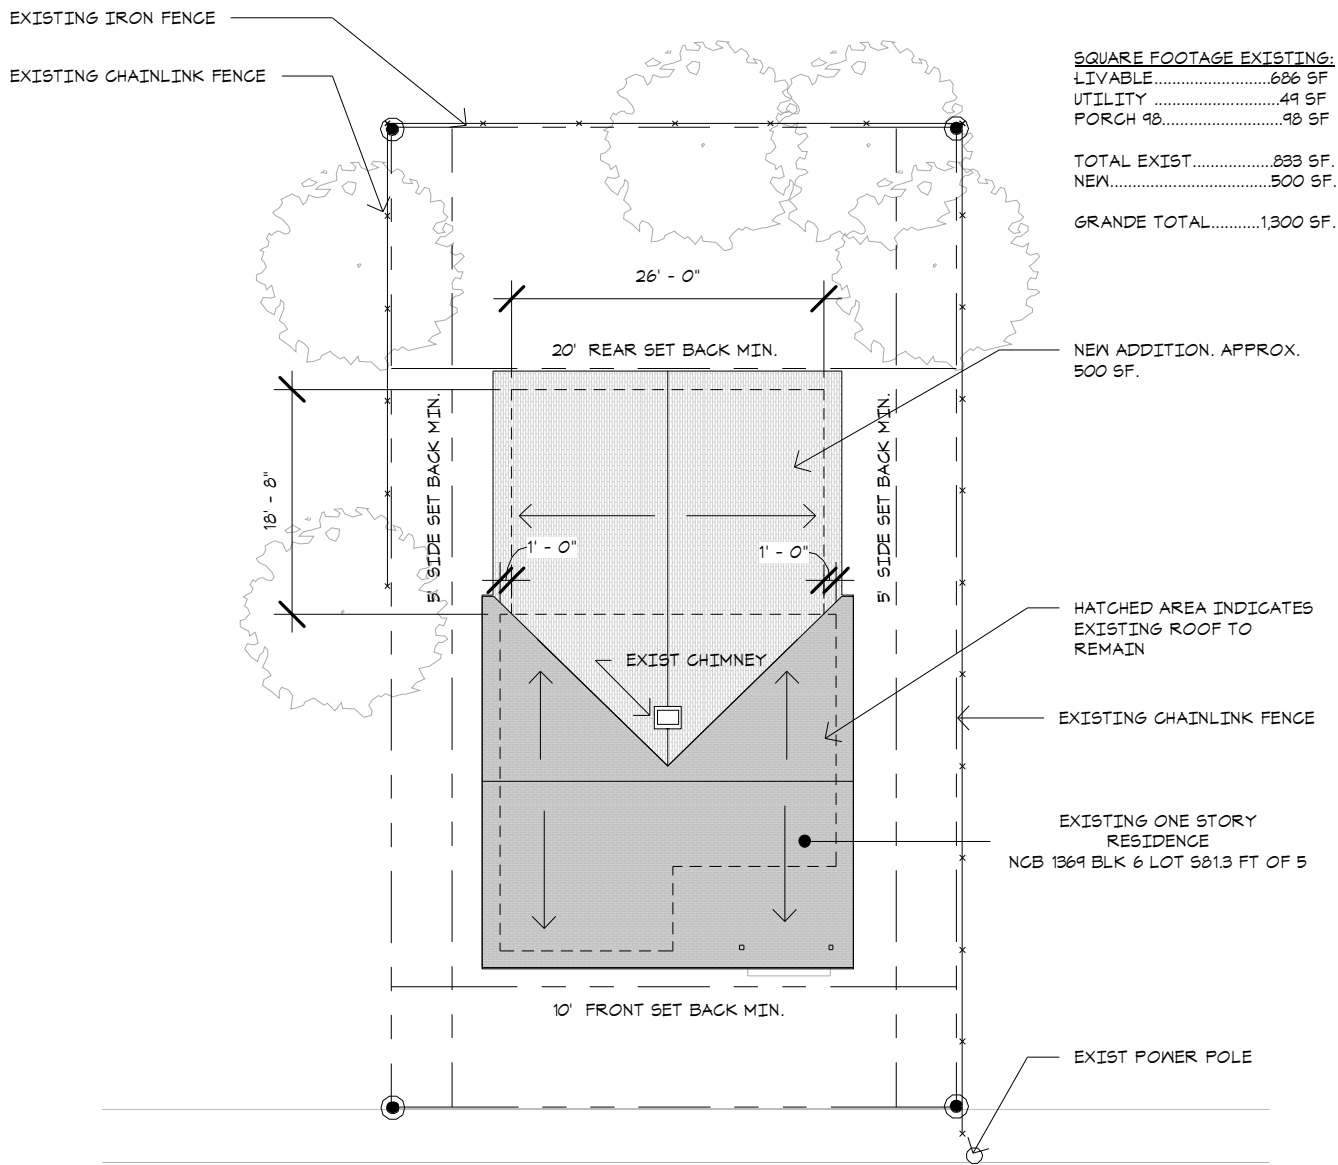 EXISTING IRON FENCE
EXISTING CHAINLINK FENCE
SQUARE FOOTAGE EXISTING:
LIVABLE..........................686 SF
UTILITY ............................49 SF
PORCH 98...........................98 SF
TOTAL EXIST..................833 SF.
NEW....................................500 SF.
GRANDE TOTAL...........1,300 SF.
26' - 0"
20' REAR SET BACK MIN.
NEW ADDITION. APPROX.
500 SF.
18' - 8"
5' SIDE SET BACK MIN.
5' SIDE SET BACK MIN.
1' - 0"
1' - 0"
HATCHED AREA INDICATES
EXISTING ROOF TO
REMAIN
EXIST CHIMNEY
EXISTING CHAINLINK FENCE
EXISTING ONE STORY
RESIDENCE
NCB 1369 BLK 6 LOT S81.3 FT OF 5
10' FRONT SET BACK MIN.
EXIST POWER POLE